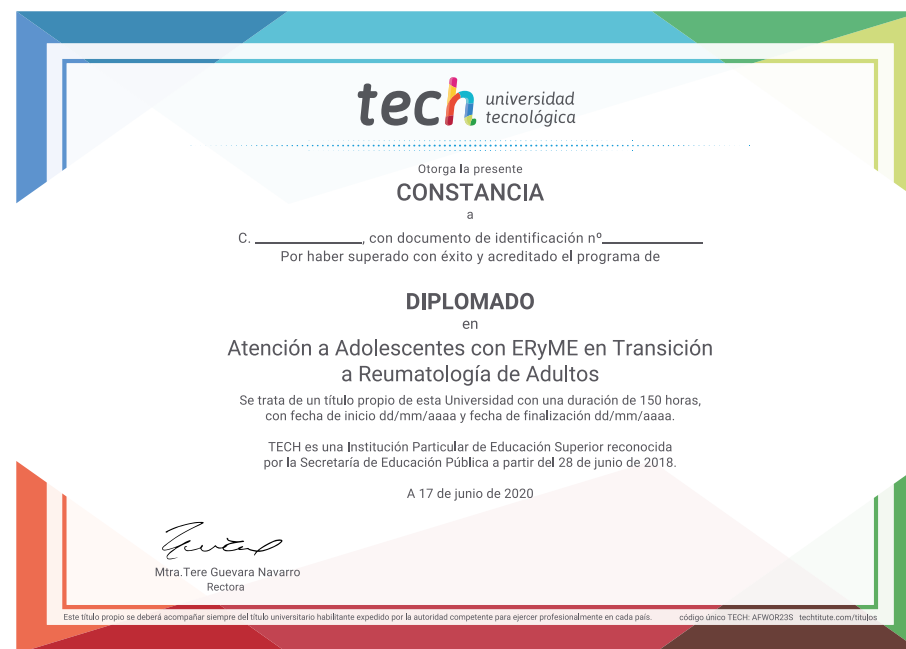 tech universidad
tecnológica
Otorga la presente
CONSTANCIA
a
C. ____________, con documento de identificación nº____________
Por haber superado con éxito y acreditado el programa de
DIPLOMADO
en
Atención a Adolescentes con ERyME en Transición
a Reumatología de Adultos
Se trata de un título propio de esta Universidad con una duración de 150 horas,
con fecha de inicio dd/mm/aaaa y fecha de finalización dd/mm/aaaa.
TECH es una Institución Particular de Educación Superior reconocida
por la Secretaría de Educación Pública a partir del 28 de junio de 2018.
A 17 de junio de 2020
Mtra.Tere Guevara Navarro
Rectora
Este título propio se deberá acompañar siempre del título universitario habilitante expedido por la autoridad competente para ejercer profesionalmente en cada país. código único TECH: AFWOR23S techtitute.com/titulos